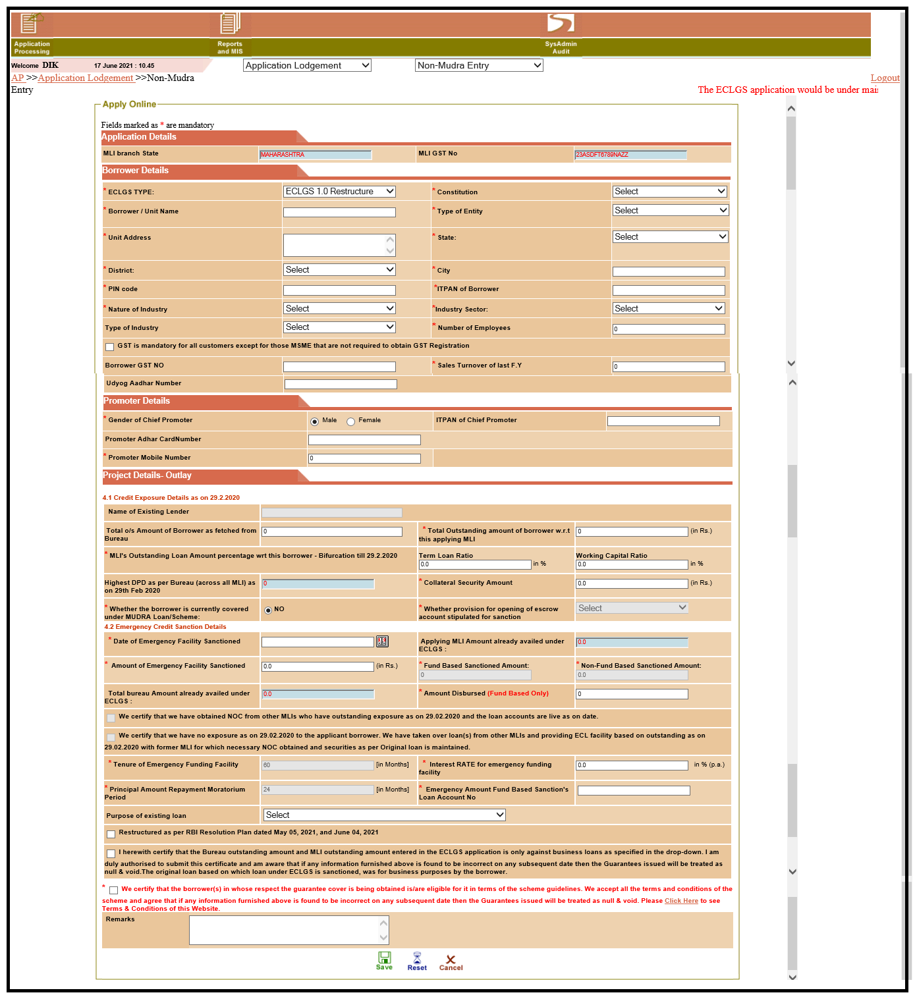 Application
Processing
Reports
and MIS
SysAdmin
Audit
Welcome DIK 17 June 2021 : 10.45
Application Lodgement
Non-Mudra Entry
AP >>Application Lodgement >>Non-Mudra
Entry
Logout
The ECLGS application would be under mai
Apply Online
Fields marked as * are mandatory
Application Details
MLI branch State MAHARASHTRA MLI GST No 23ASDFT6789NAZZ
Borrower Details
* ECLGS TYPE: ECLGS 1.0 Restructure * Constitution Select
* Borrower / Unit Name * Type of Entity Select
* Unit Address * State: Select
* District: Select * City
* PIN code *ITPAN of Borrower
* Nature of Industry Select *Industry Sector: Select
Type of Industry Select * Number of Employees 0
GST is mandatory for all customers except for those MSME that are not required to obtain GST Registration
Borrower GST NO * Sales Turnover of last F.Y 0
Udyog Aadhar Number
Promoter Details
* Gender of Chief Promoter Male Female ITPAN of Chief Promoter
Promoter Adhar CardNumber
* Promoter Mobile Number 0
Project Details- Outlay
4.1 Credit Exposure Details as on 29.2.2020
Name of Existing Lender
Total o/s Amount of Borrower as fetched from
Bureau
0
* Total Outstanding amount of borrower w.r.t
this applying MLI
0 (in Rs.)
* MLI's Outstanding Loan Amount percentage wrt this borrower - Bifurcation till 29.2.2020
Term Loan Ratio
0.0 in %
Working Capital Ratio
0.0 in %
Highest DPD as per Bureau (across all MLI) as
on 29th Feb 2020
0
* Collateral Security Amount 0.0 (in Rs.)
* Whether the borrower is currently covered
under MUDRA Loan/Scheme:
NO
* Whether provision for opening of escrow
account stipulated for sanction
Select
4.2 Emergency Credit Sanction Details
* Date of Emergency Facility Sanctioned
Applying MLI Amount already availed under
ECLGS :
0.0
* Amount of Emergency Facility Sanctioned 0.0 (in Rs.)
* Fund Based Sanctioned Amount:
0
* Non-Fund Based Sanctioned Amount:
0.0
Total bureau Amount already availed under
ECLGS :
0.0
* Amount Disbursed (Fund Based Only) 0
We certify that we have obtained NOC from other MLIs who have outstanding exposure as on 29.02.2020 and the loan accounts are live as on date.
We certify that we have no exposure as on 29.02.2020 to the applicant borrower. We have taken over loan(s) from other MLIs and providing ECL facility based on outstanding as on
29.02.2020 with former MLI for which necessary NOC obtained and securities as per Original loan is maintained.
* Tenure of Emergency Funding Facility 60 [in Months]
* Interest RATE for emergency funding
facility
0.0 in % (p.a.)
* Principal Amount Repayment Moratorium
Period
24 [in Months]
* Emergency Amount Fund Based Sanction's
Loan Account No
Purpose of existing loan Select
Restructured as per RBI Resolution Plan dated May 05, 2021, and June 04, 2021
I herewith certify that the Bureau outstanding amount and MLI outstanding amount entered in the ECLGS application is only against business loans as specified in the drop-down. I am
duly authorised to submit this certificate and am aware that if any information furnished above is found to be incorrect on any subsequent date then the Guarantees issued will be treated as
null & void.The original loan based on which loan under ECLGS is sanctioned, was for business purposes by the borrower.
* We certify that the borrower(s) in whose respect the guarantee cover is being obtained is/are eligible for it in terms of the scheme guidelines. We accept all the terms and conditions of the
scheme and agree that if any information furnished above is found to be incorrect on any subsequent date then the Guarantees issued will be treated as null & void. Please Click Here to see
Terms & Conditions of this Website.
Remarks
Save Reset Cancel